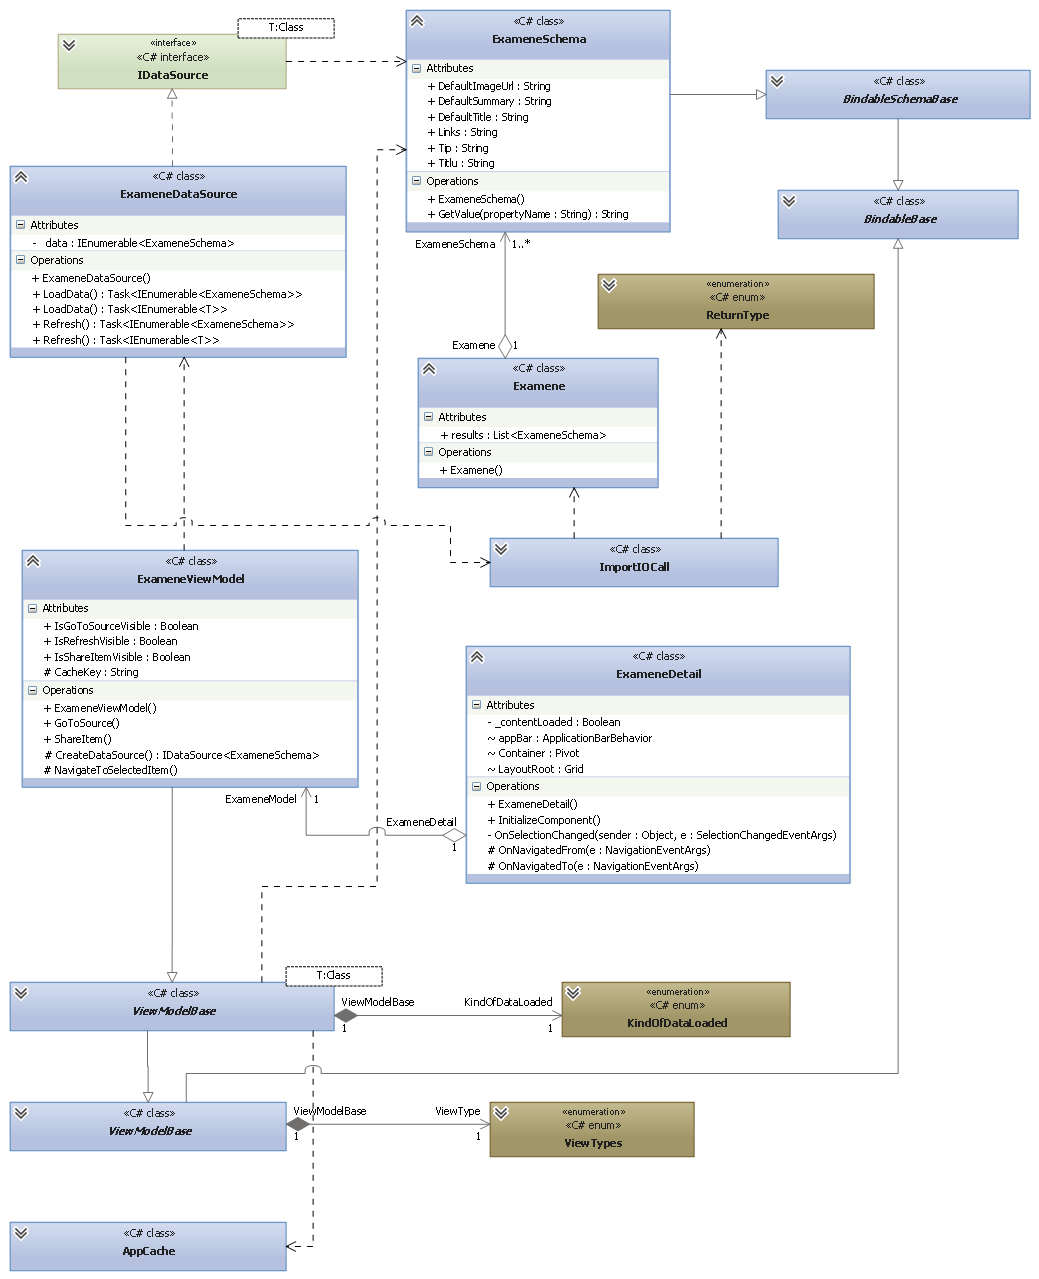 T:Class
«interface»
«C# interface»
IDataSource
«C# class»
ExameneSchema
Attributes
+ DefaultImageUrl : String
+ DefaultSummary : String
+ DefaultTitle : String
+ Links : String
+ Tip : String
+ Titlu : String
Operations
+ ExameneSchema()
+ GetValue(propertyName : String) : String
«C# class»
BindableSchemaBase
«C# class»
BindableBase
«C# class»
ExameneDataSource
Attributes
- _data : IEnumerable<ExameneSchema>
Operations
+ ExameneDataSource()
+ LoadData() : Task<IEnumerable<ExameneSchema>>
+ LoadData() : Task<IEnumerable<T>>
+ Refresh() : Task<IEnumerable<ExameneSchema>>
+ Refresh() : Task<IEnumerable<T>>
ExameneSchema
1..*
«enumeration»
«C# enum»
ReturnType
Examene
1
«C# class»
Examene
Attributes
+ results : List<ExameneSchema>
Operations
+ Examene()
«C# class»
ImportIOCall
«C# class»
ExameneViewModel
Attributes
+ IsGoToSourceVisible : Boolean
+ IsRefreshVisible : Boolean
+ IsShareItemVisible : Boolean
# CacheKey : String
Operations
+ ExameneViewModel()
+ GoToSource()
+ ShareItem()
# CreateDataSource() : IDataSource<ExameneSchema>
# NavigateToSelectedItem()
«C# class»
ExameneDetail
Attributes
- _contentLoaded : Boolean
~ appBar : ApplicationBarBehavior
~ Container : Pivot
~ LayoutRoot : Grid
Operations
+ ExameneDetail()
+ InitializeComponent()
- OnSelectionChanged(sender : Object, e : SelectionChangedEventArgs)
# OnNavigatedFrom(e : NavigationEventArgs)
# OnNavigatedTo(e : NavigationEventArgs)
ExameneModel
1
ExameneDetail
1
T:Class
«C# class»
ViewModelBase
ViewModelBase
1
KindOfDataLoaded
1
«enumeration»
«C# enum»
KindOfDataLoaded
«C# class»
ViewModelBase
ViewModelBase
1
ViewType
1
«enumeration»
«C# enum»
ViewTypes
«C# class»
AppCache